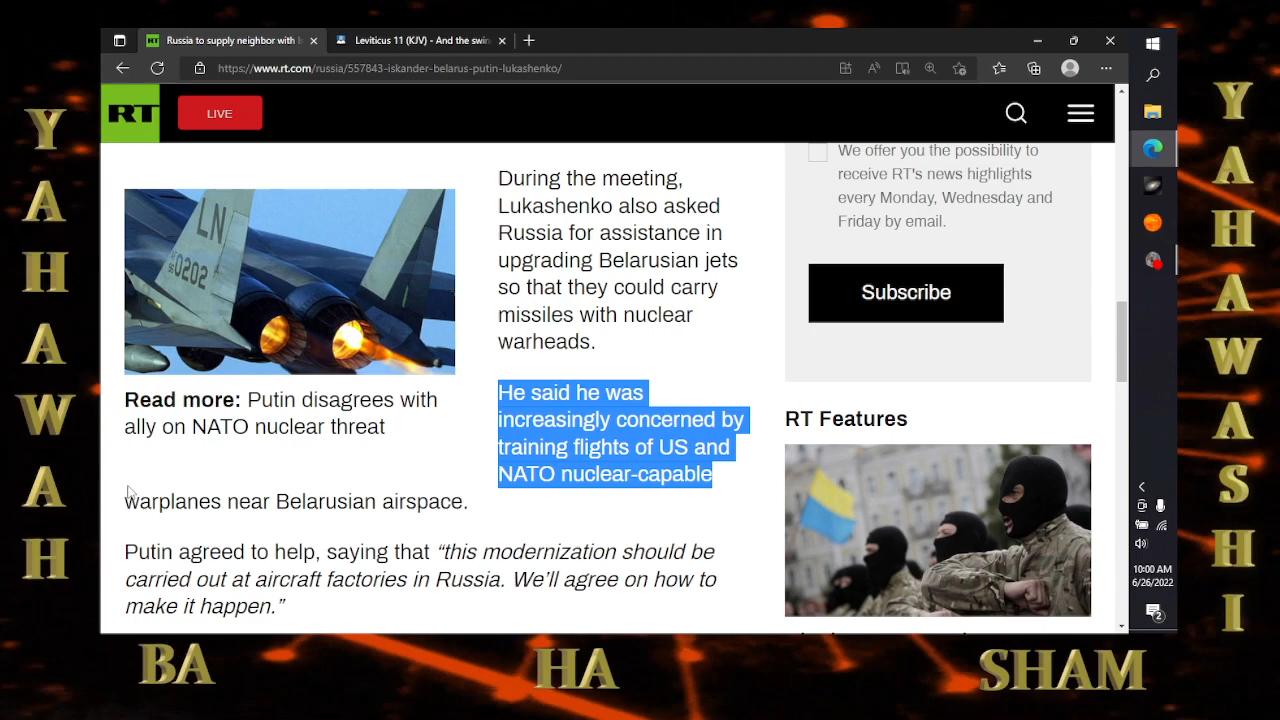 Russia to supply neighbor with b
Leviticus 11 (KJV) - And the swin
https://www.rt.com/russia/557843-iskander-belarus-putin-lukashenko/
RT
LIVE
LN
0202
Read more: Putin disagrees with
ally on NATO nuclear threat
During the meeting,
Lukashenko also asked
Russia for assistance in
upgrading Belarusian jets
so that they could carry
missiles with nuclear
warheads.
He said he was
increasingly concerned by
training flights of US and
NATO nuclear-capable
warplanes near Belarusian airspace.
Putin agreed to help, saying that “this modernization should be
carried out at aircraft factories in Russia. We’ll agree on how to
make it happen.”
We offer you the possibility to
receive RT's news highlights
every Monday, Wednesday and
Friday by email.
Subscribe
RT Features
10:00 AM
6/26/2022
2
YAHAWAH
BA
HA
SHAM
YAHAWASHI